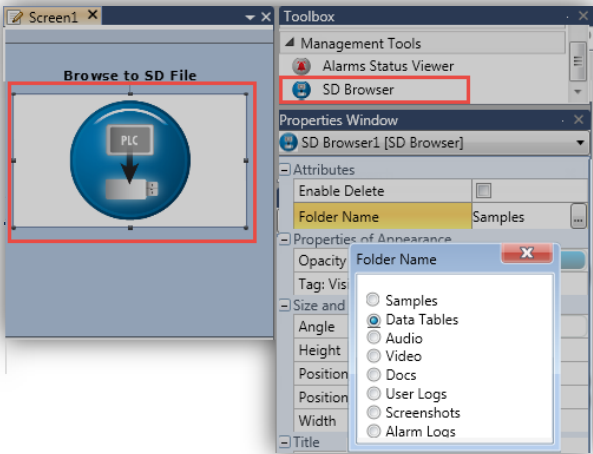 Screen1
Browse to SD File
PLC
Toolbox
Management Tools
Alarms Status Viewer
SD Browser
Properties Window
SD Browser1 [SD Browser]
Attributes
Enable Delete
Folder Name Samples ...
Properties of Appearance
Opacity
Tag: Visi
Size and
Angle
Height
Position
Position
Width
Title
Folder Name
Samples
Data Tables
Audio
Video
Docs
User Logs
Screenshots
Alarm Logs